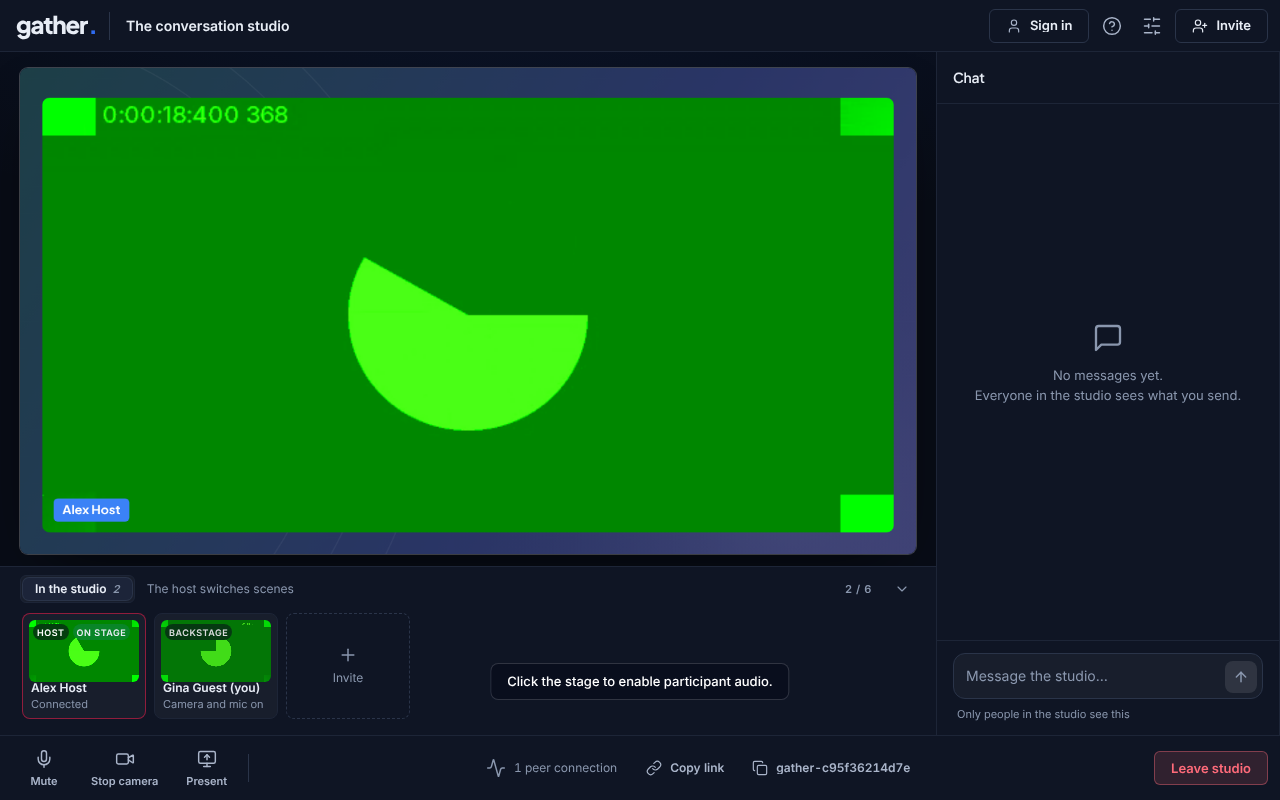 gather.
The conversation studio
Sign in
Invite
0:00:18:400 368
Alex Host
Chat
No messages yet.
Everyone in the studio sees what you send.
In the studio 2
The host switches scenes
2 / 6
HOST
ON STAGE
Alex Host
Connected
BACKSTAGE
Gina Guest (you)
Camera and mic on
Invite
Click the stage to enable participant audio.
Message the studio...
Only people in the studio see this
Mute
Stop camera
Present
1 peer connection
Copy link
gather-c95f36214d7e
Leave studio